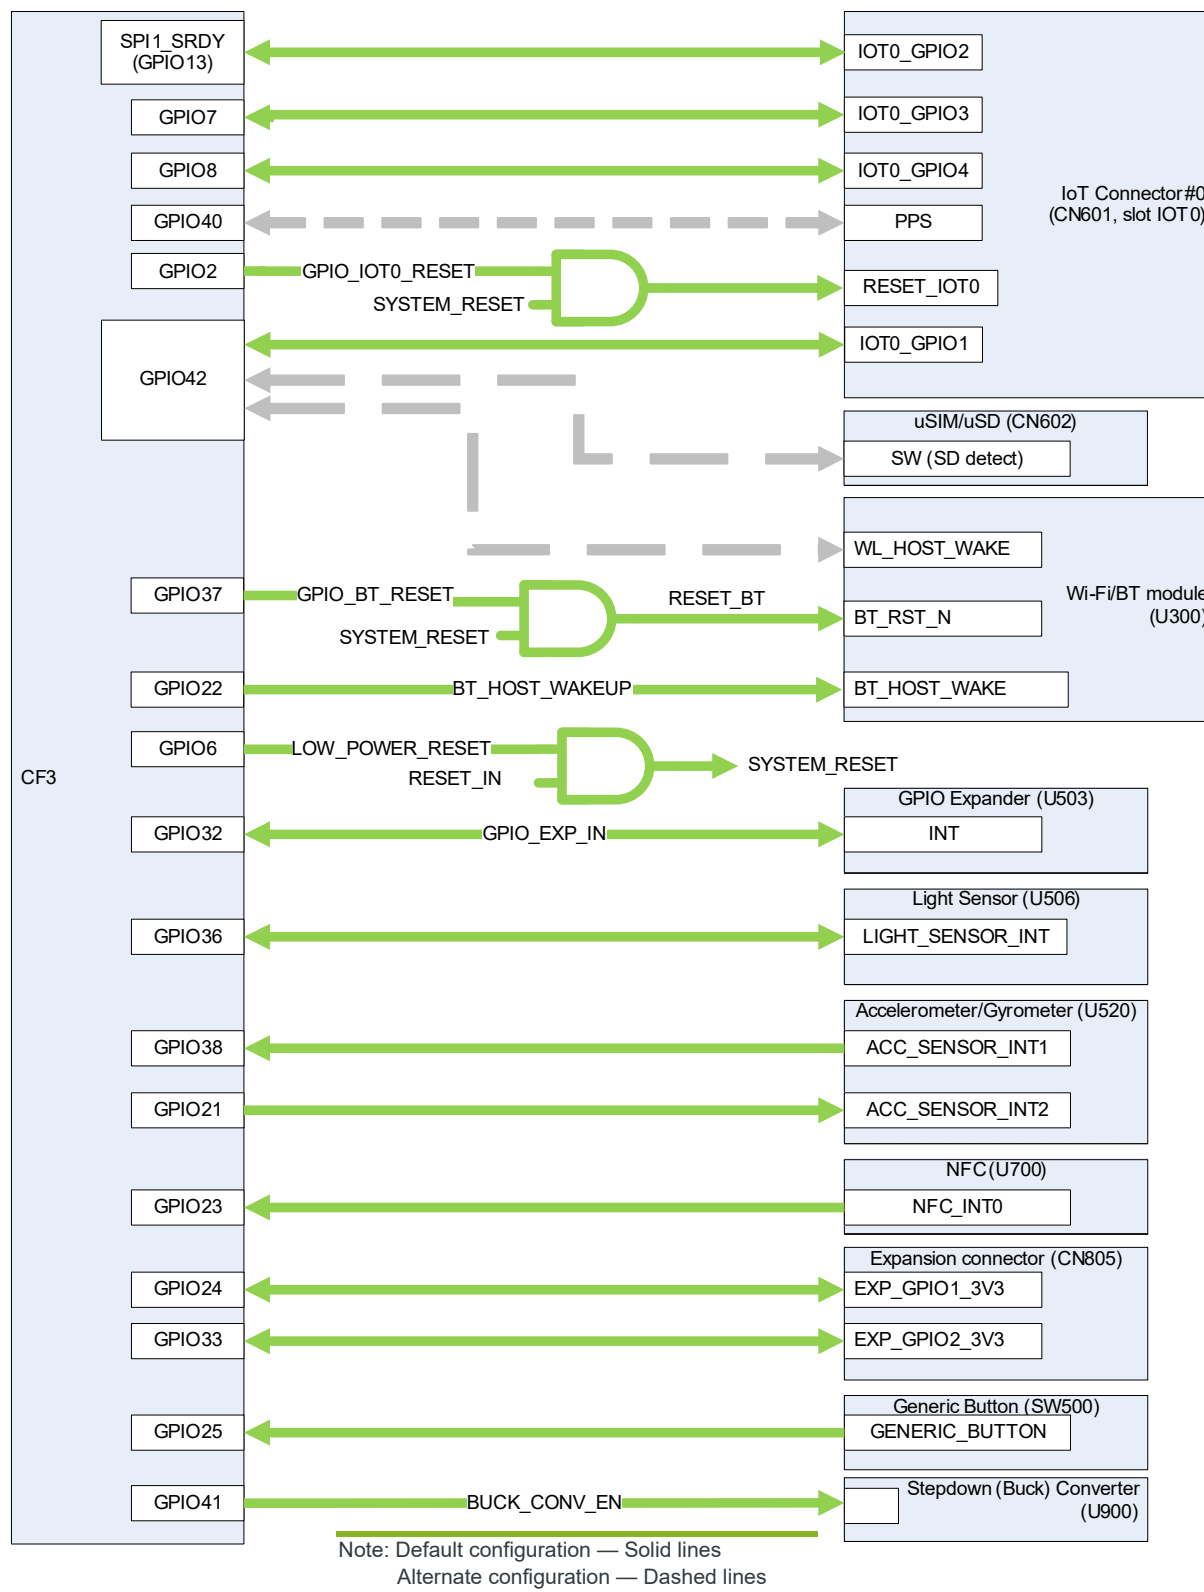 SPI1_SRDY
(GPIO13)
IOT0_GPIO2
GPIO7
IOT0_GPIO3
GPIO8
IOT0_GPIO4
IoT Connector#0
(CN601, slot IOT0)
GPIO40
PPS
GPIO2
GPIO_IOT0_RESET
SYSTEM_RESET
RESET_IOT0
IOT0_GPIO1
GPIO42
uSIM/uSD (CN602)
SW (SD detect)
WL_HOST_WAKE
GPIO37
GPIO_BT_RESET
RESET_BT
SYSTEM_RESET
BT_RST_N
Wi-Fi/BT module
(U300)
GPIO22
BT_HOST_WAKEUP
BT_HOST_WAKE
GPIO6
LOW_POWER_RESET
RESET_IN
SYSTEM_RESET
CF3
GPIO Expander (U503)
GPIO32
GPIO_EXP_IN
INT
Light Sensor (U506)
GPIO36
LIGHT_SENSOR_INT
Accelerometer/Gyrometer (U520)
GPIO38
ACC_SENSOR_INT1
GPIO21
ACC_SENSOR_INT2
NFC(U700)
GPIO23
NFC_INT0
Expansion connector (CN805)
GPIO24
EXP_GPIO1_3V3
GPIO33
EXP_GPIO2_3V3
Generic Button (SW500)
GPIO25
GENERIC_BUTTON
GPIO41
BUCK_CONV_EN
Stepdown (Buck) Converter
(U900)
Note: Default configuration — Solid lines
Alternate configuration — Dashed lines